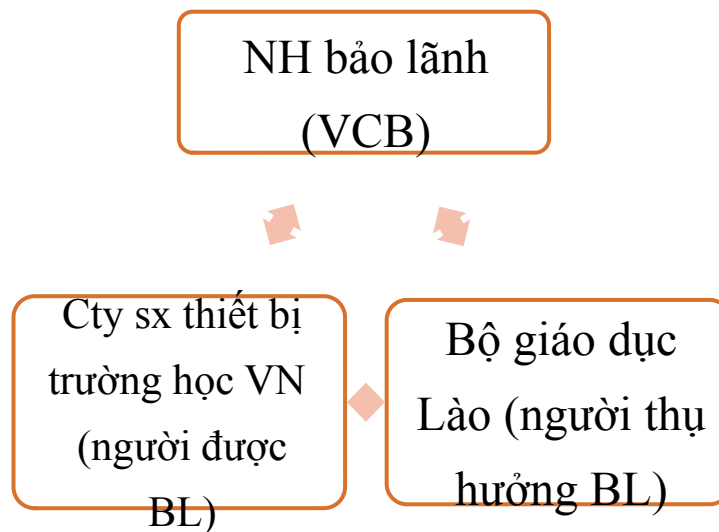 NH bảo lãnh
(VCB)
Cty sx thiết bị
trường học VN
(người được
BL)
Bộ giáo dục
Lào (người thụ
hưởng BL)